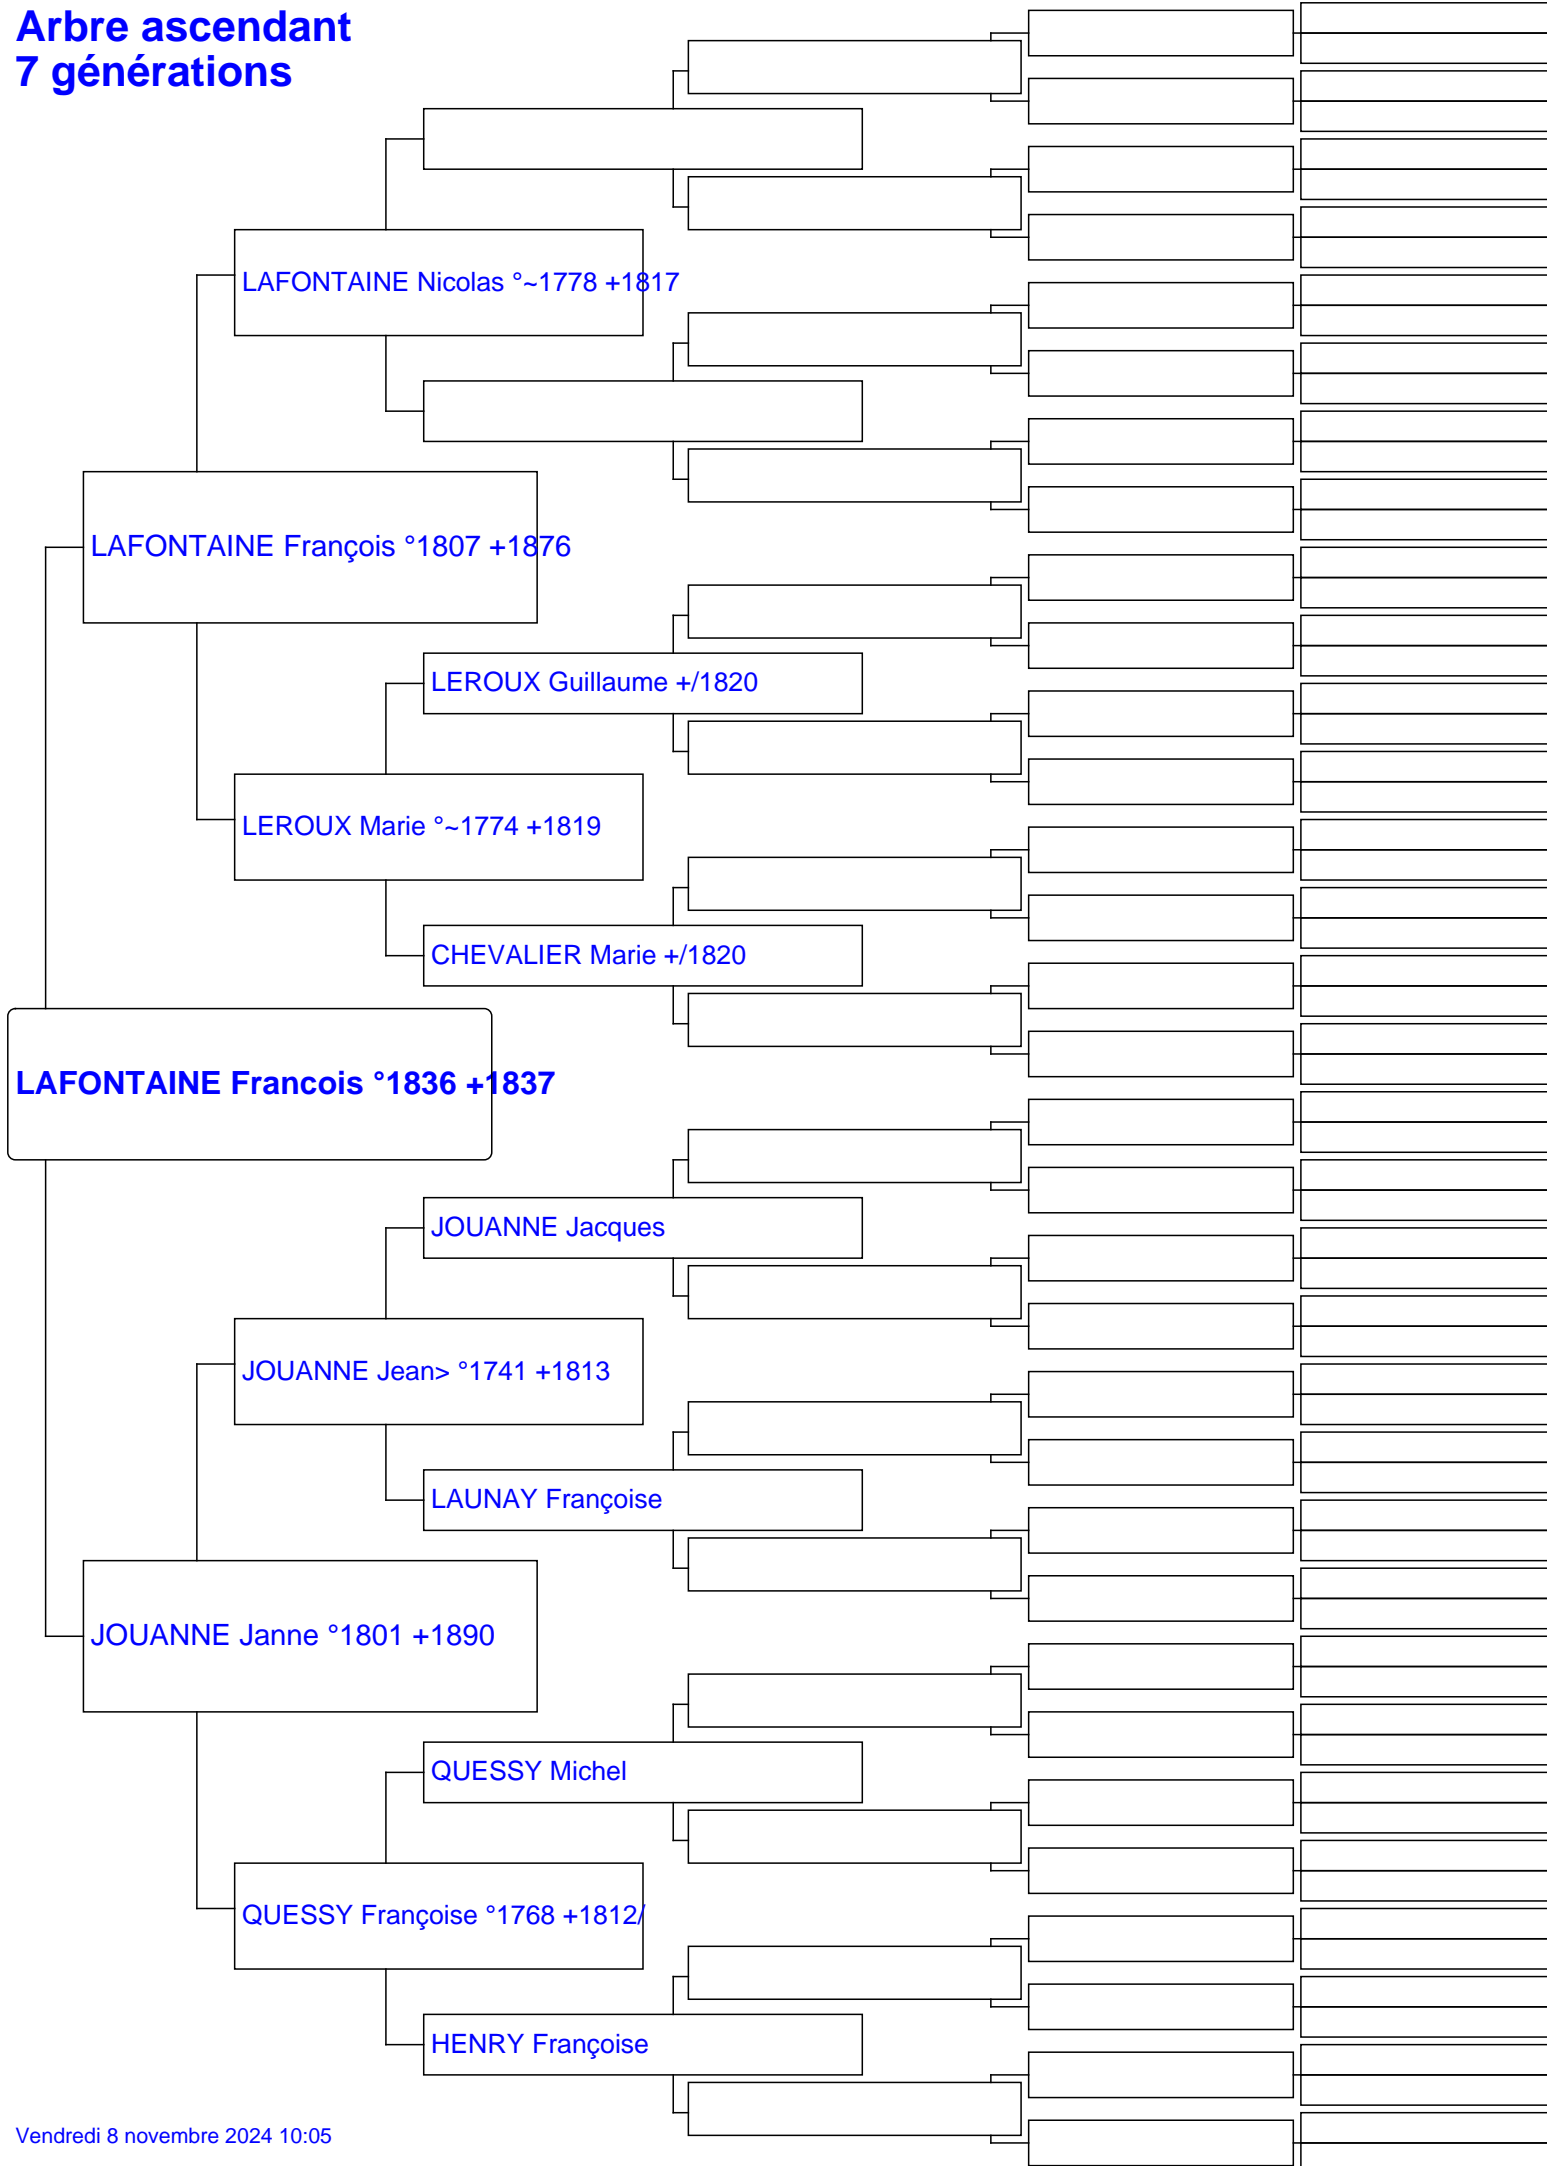 Arbre ascendant
7 générations
LAFONTAINE Nicolas °~1778 +1817
LAFONTAINE François °1807 +1876
LEROUX Guillaume +/1820
LEROUX Marie °~1774 +1819
CHEVALIER Marie +/1820
LAFONTAINE Francois °1836 +1837
JOUANNE Jacques
JOUANNE Jean> °1741 +1813
LAUNAY Françoise
JOUANNE Janne °1801 +1890
QUESSY Michel
QUESSY Françoise °1768 +1812/
HENRY Françoise
Vendredi 8 novembre 2024 10:05